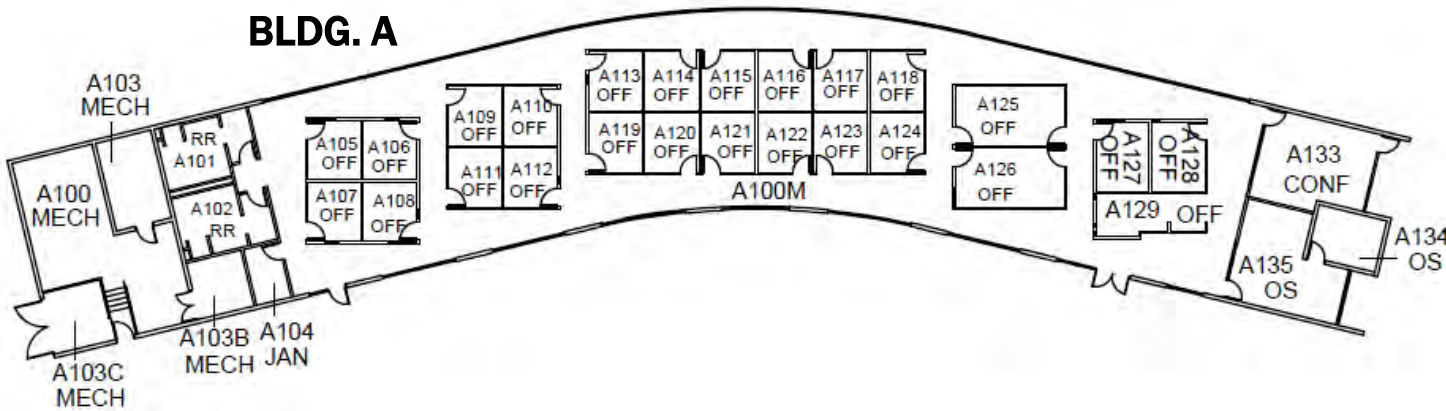 BLDG. A
A103
MECH
A100
MECH
RR
A101
A102
RR
A103C
MECH
A103B
MECH
A104
JAN
A105
OFF
A106
OFF
A107
OFF
A108
OFF
A109
OFF
A110
OFF
A111
OFF
A112
OFF
A113
OFF
A114
OFF
A115
OFF
A116
OFF
A117
OFF
A118
OFF
A119
OFF
A120
OFF
A121
OFF
A122
OFF
A123
OFF
A124
OFF
A100M
A125
OFF
A126
OFF
A127
OFF
A128
OFF
A129 OFF
A133
CONF
A134
OS
A135
OS